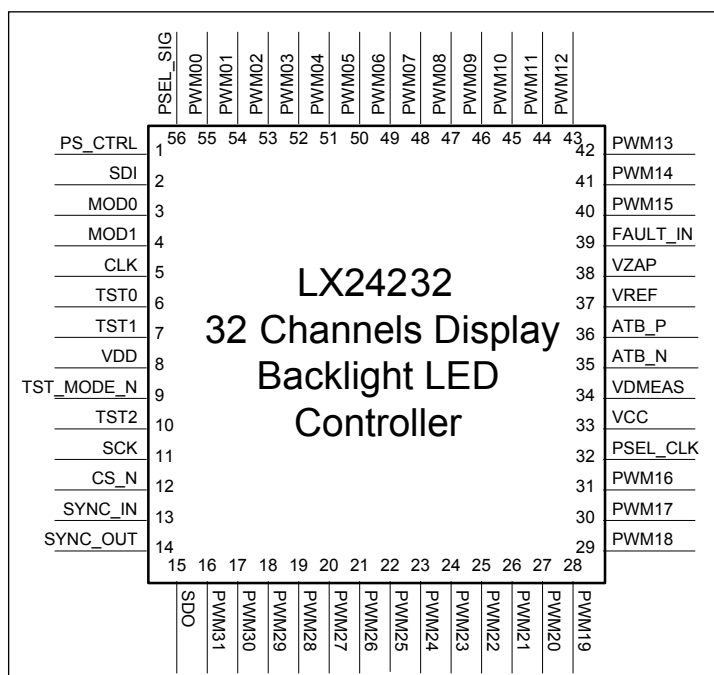 PSEL_SIG
PWM00
PWM01
PWM02
PWM03
PWM04
PWM05
PWM06
PWM07
PWM08
PWM09
PWM10
PWM11
PWM12
56 55 54 53 52 51 50 49 48 47 46 45 44 43
PS_CTRL 1
SDI 2
MOD0 3
MOD1 4
CLK 5
TST0 6
TST1 7
VDD 8
TST_MODE_N 9
TST2 10
SCK 11
CS_N 12
SYNC_IN 13
SYNC_OUT 14
LX24232
32 Channels Display
Backlight LED
Controller
42 PWM13
41 PWM14
40 PWM15
39 FAULT_IN
38 VZAP
37 VREF
36 ATB_P
35 ATB_N
34 VDMEAS
33 VCC
32 PSEL_CLK
31 PWM16
30 PWM17
29 PWM18
15 16 17 18 19 20 21 22 23 24 25 26 27 28
SDO
PWM31
PWM30
PWM29
PWM28
PWM27
PWM26
PWM25
PWM24
PWM23
PWM22
PWM21
PWM20
PWM19